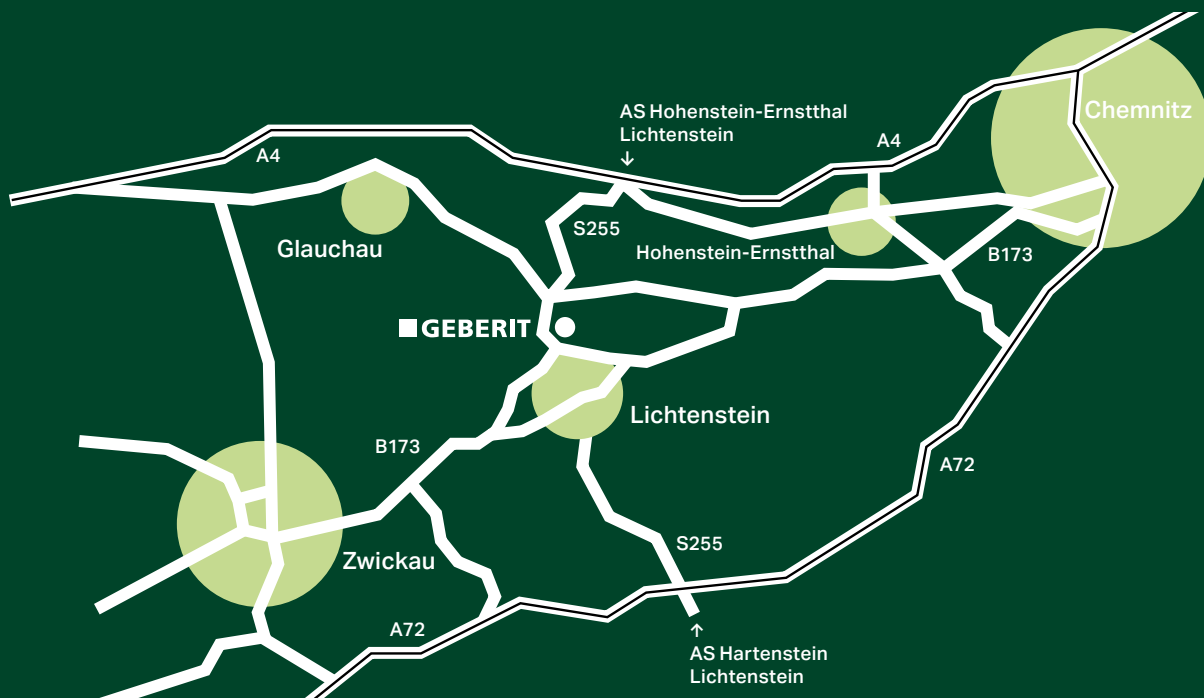 AS Hohenstein-Ernstthal
Lichtenstein
Chemnitz
A4
A4
S255
Glauchau
Hohenstein-Ernstthal
B173
GEBERIT
Lichtenstein
B173
A72
S255
Zwickau
A72
AS Hartenstein
Lichtenstein